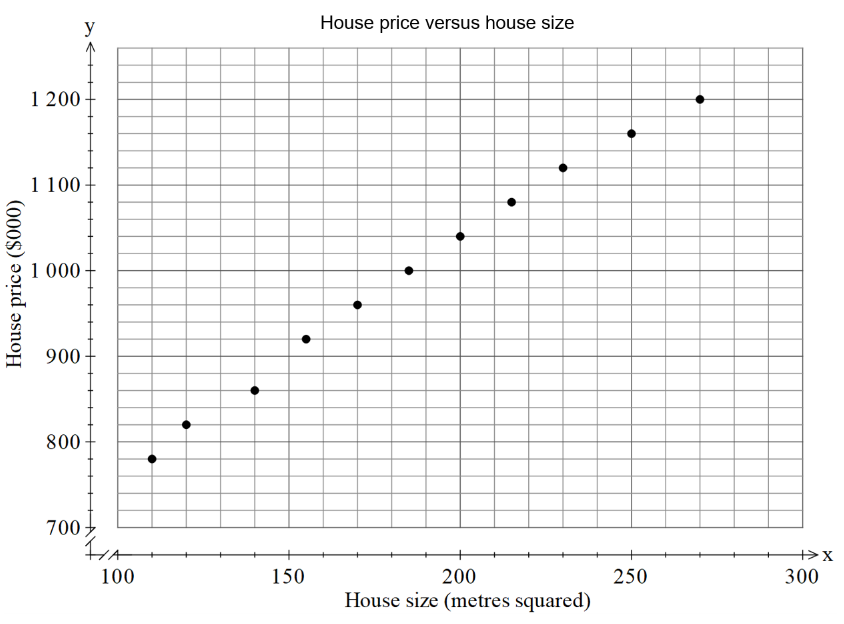 House price versus house size
y
1 200
1 100
1 000
900
800
700
House price ($000)
100 150 200 250 300
x
House size (metres squared)